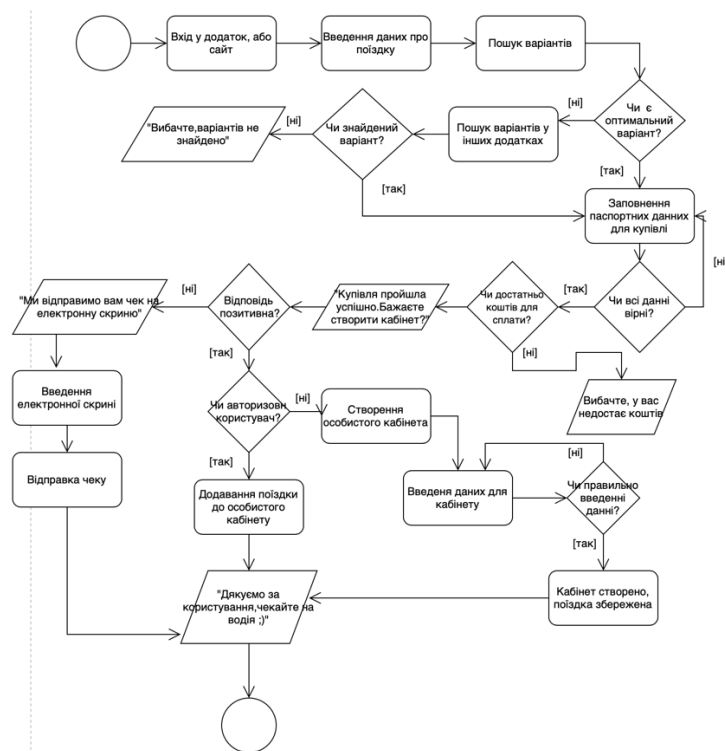 Вхід у додаток, або
сайт
Введення даних про
поїздку
Пошук варіантів
[ні]
Чи є
оптимальний
варіант?
[так]
Пошук варіантів у
інших додатках
Чи знайдений
варіант?
[ні]
[так]
"Вибачте,варіантів не
знайдено"
Заповнення
паспортних данних
для купівлі
[ні
Чи всі данні
вірні?
[так]
Чи достатньо
коштів для
сплати?
[ні]
Вибачте, у вас
недостає коштів
"Купівля пройшла
успішно.Бажаєте
створити кабінет?"
Відповідь
позитивна?
[ні]
[так]
"Ми відправимо вам чек на
електронну скриню"
Введення
електронної скрині
Відправка чеку
Чи авторизовн
користувач?
[ні]
[так]
Створення
особистого кабінета
Введеня даних для
кабінету
[ні]
Чи правильно
введенні
данні?
[так]
Додавання поїздки
до особистого
кабінету
Кабінет створено,
поїздка збережена
"Дякуємо за
користування,чекайте на
водія ;)"